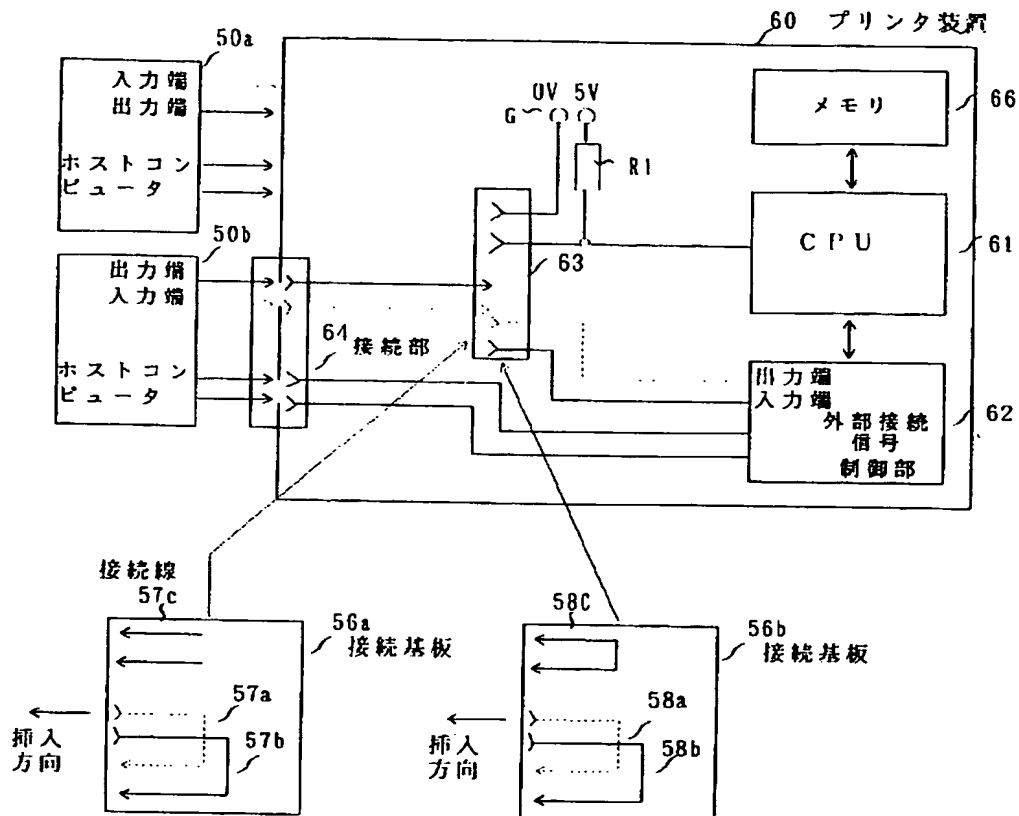 60 プリンタ装置
50a
入力端
出力端
ホストコン
ピュータ
0V 5V
G
R1
メモリ
66
CPU
61
63
50b
出力端
入力端
ホストコン
ピュータ
64 接続部
出力端
入力端
外部接続
信号
制御部
62
接続線
57c
56a
接続基板
57a
57b
挿入
方向
58C
56b
接続基板
58a
58b
挿入
方向